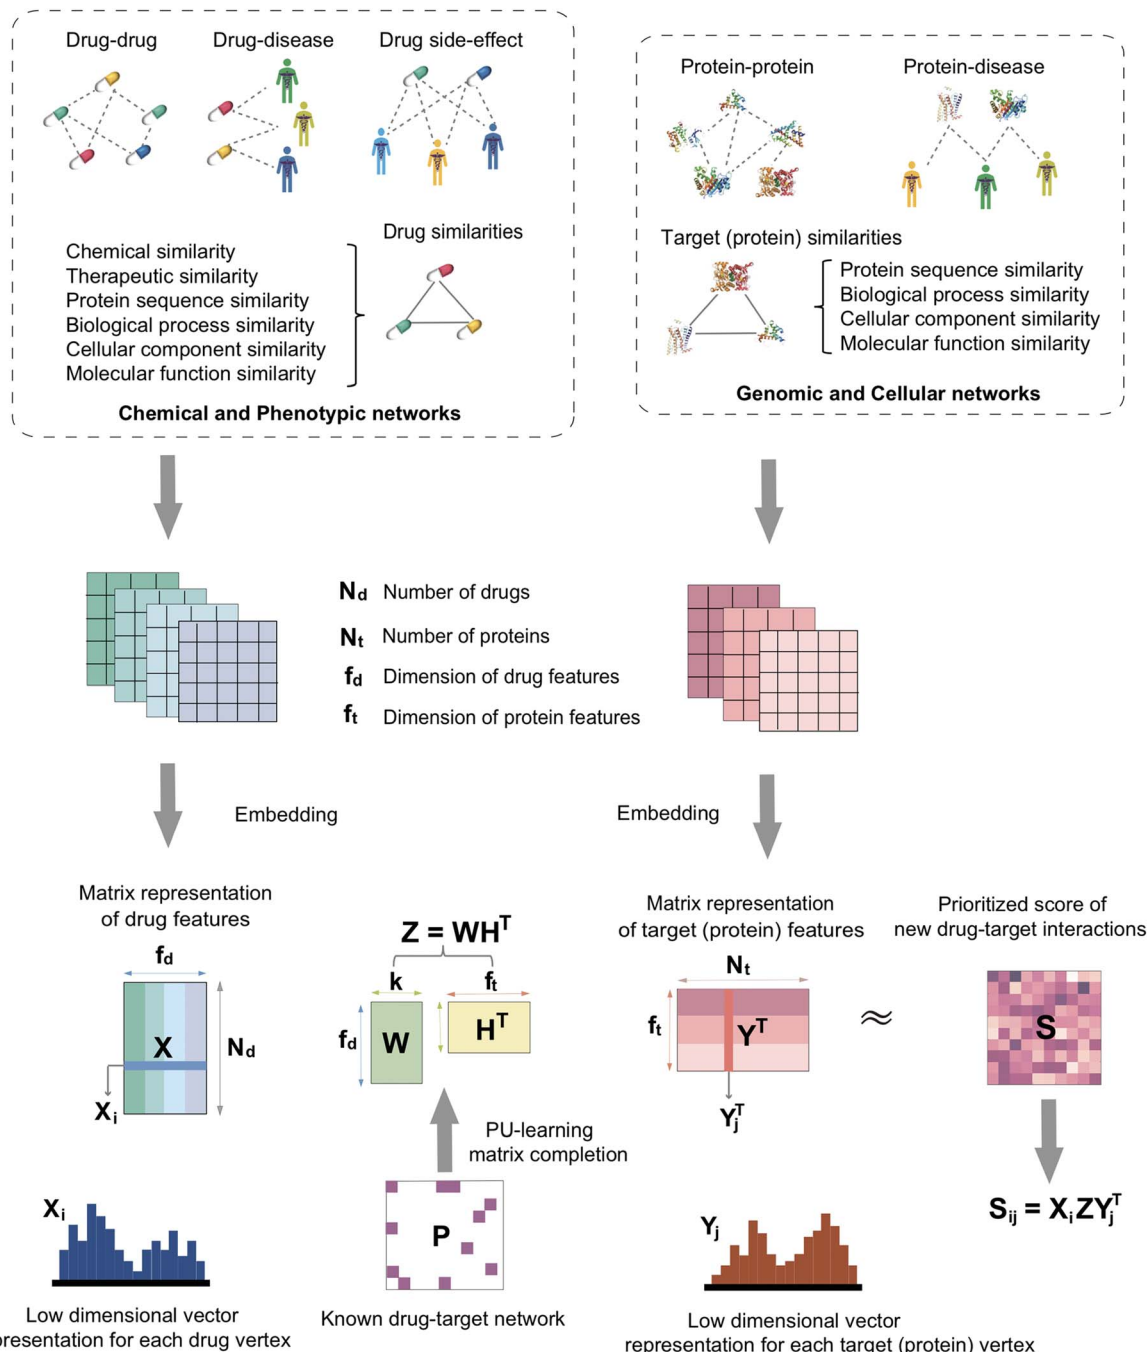 Drug-drug
Drug-disease
Drug side-effect
Chemical similarity
Therapeutic similarity
Protein sequence similarity
Biological process similarity
Cellular component similarity
Molecular function similarity
Drug similarities
Chemical and Phenotypic networks
Protein-protein
Protein-disease
Target (protein) similarities
Protein sequence similarity
Biological process similarity
Cellular component similarity
Molecular function similarity
Genomic and Cellular networks
Nd Number of drugs
Nt Number of proteins
fd Dimension of drug features
ft Dimension of protein features
Embedding
Embedding
Matrix representation
of drug features
fd
X
Nd
Xi
Z = WHT
k
ft
fd
W
HT
PU-learning
matrix completion
P
Known drug-target network
Matrix representation
of target (protein) features
Nt
ft
YT
YjT
≈
Prioritized score of
new drug-target interactions
S
Sij = XiZYjT
Xi
Low dimensional vector
presentation for each drug vertex
Yj
Low dimensional vector
representation for each target (protein) vertex